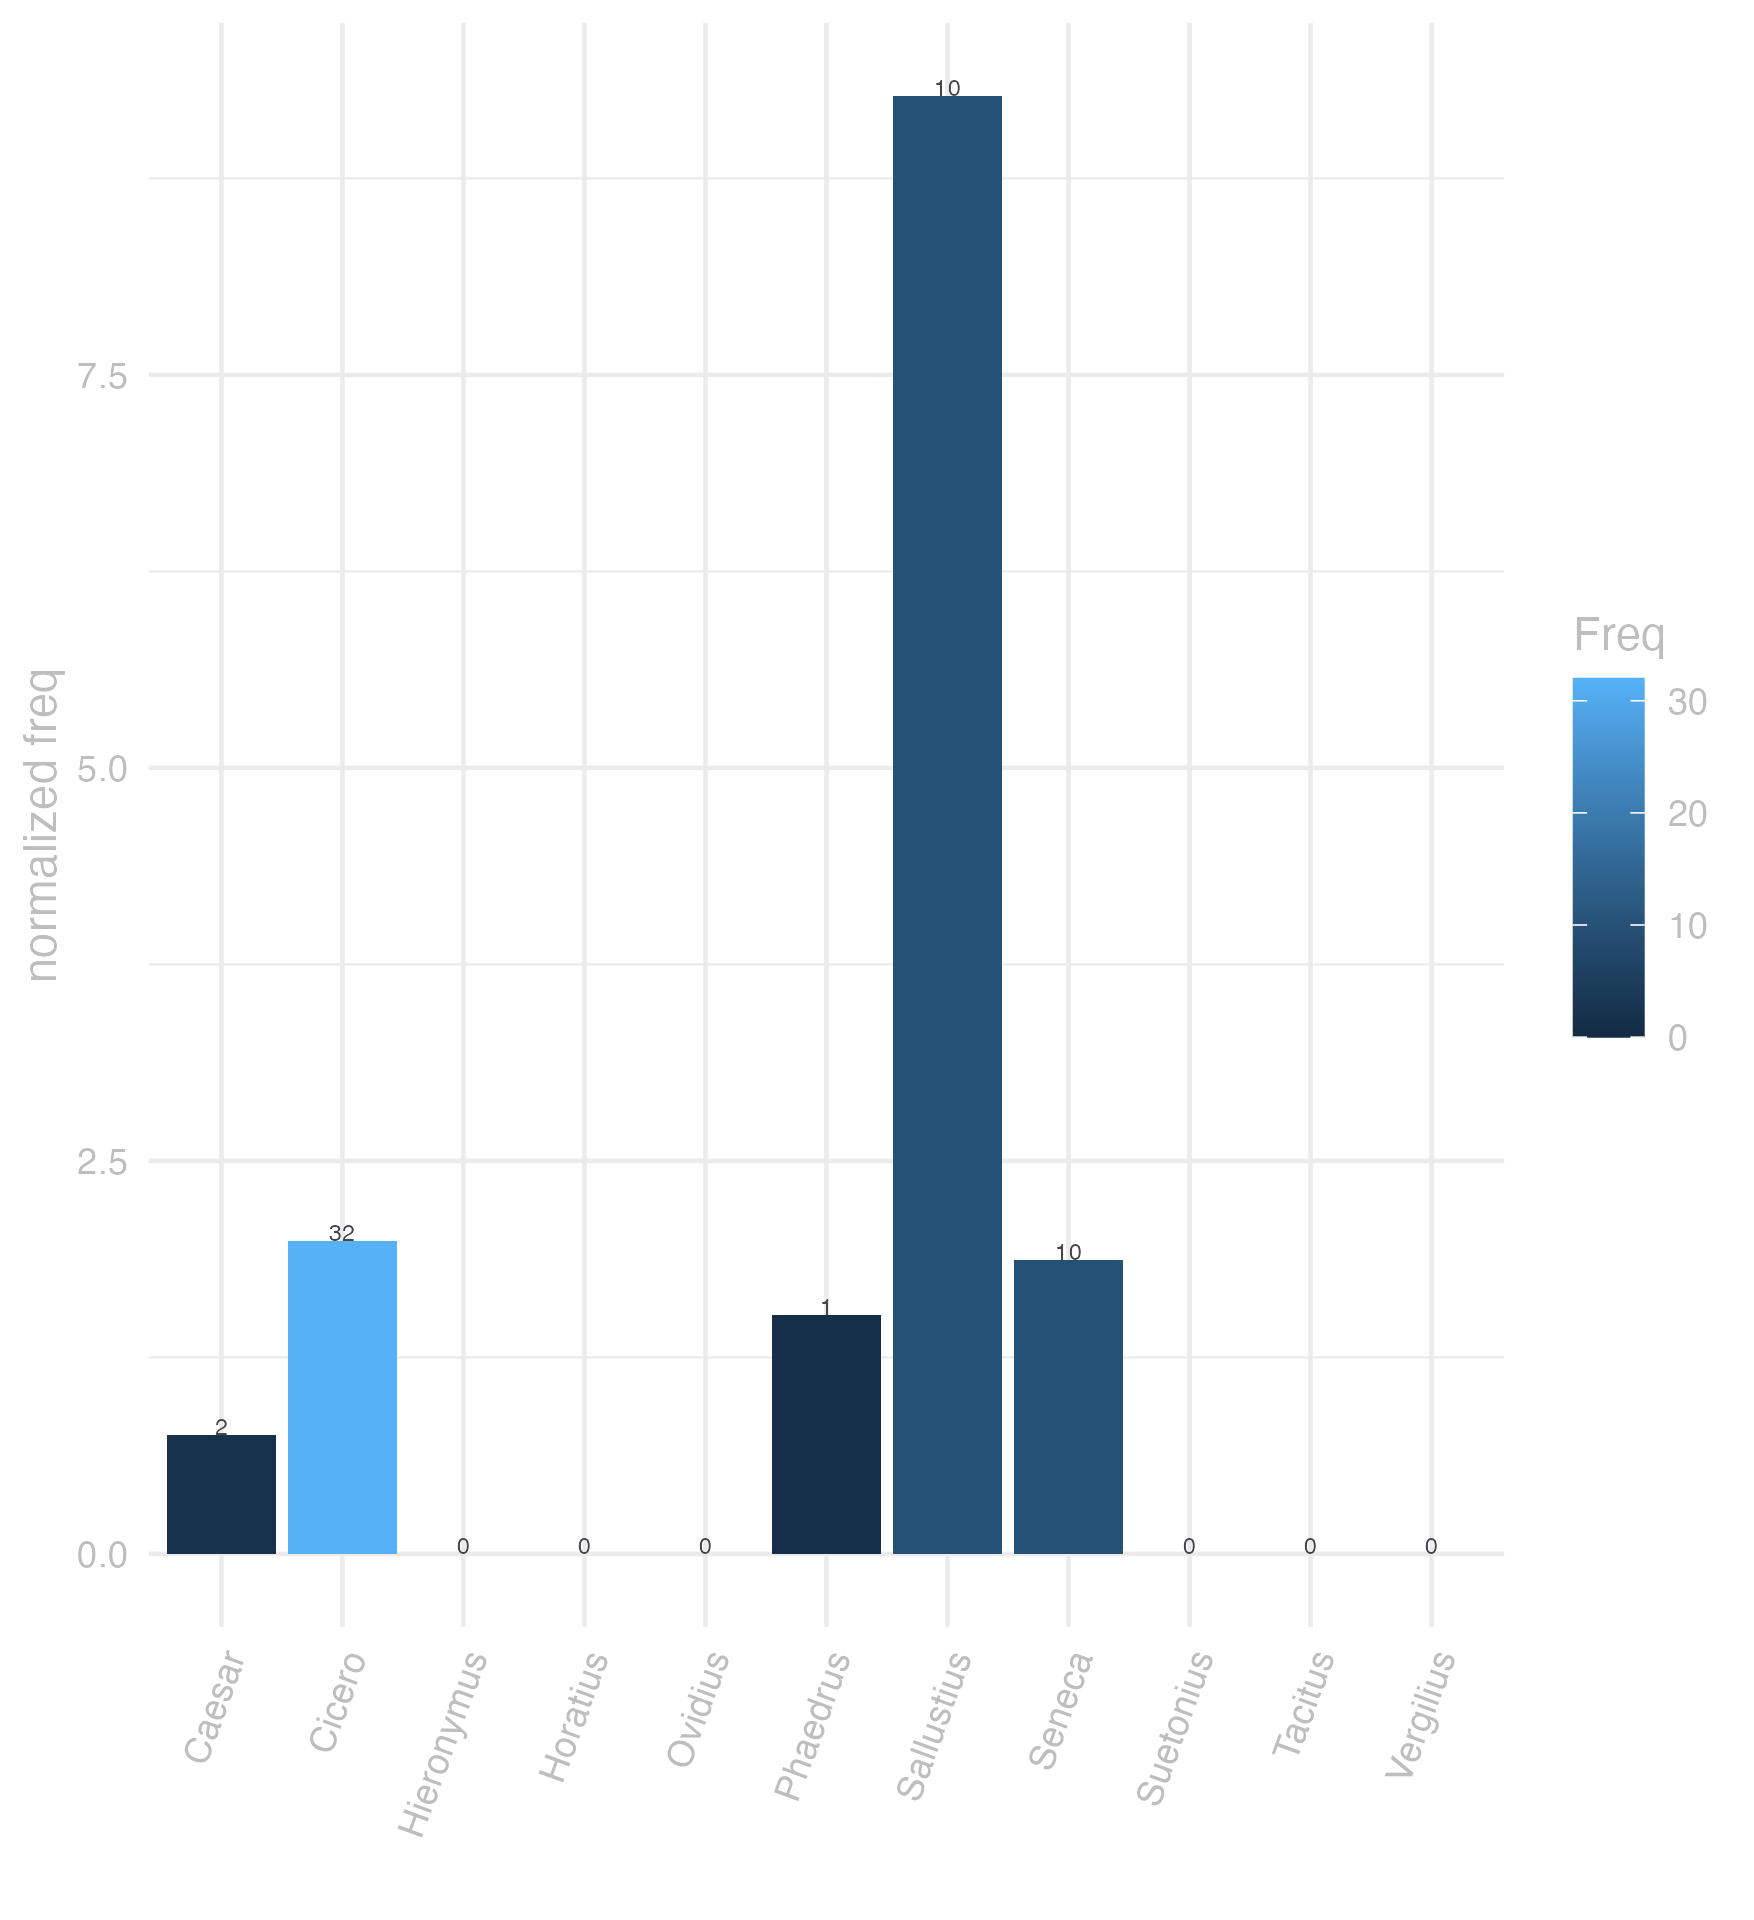 normalized freq
7.5
5.0
2.5
0.0
2
32
0
0
0
1
10
10
0
0
0
Caesar
Cicero
Hieronymus
Horatius
Ovidius
Phaedrus
Sallustius
Seneca
Suetonius
Tacitus
Vergilius
Freq
30
20
10
0